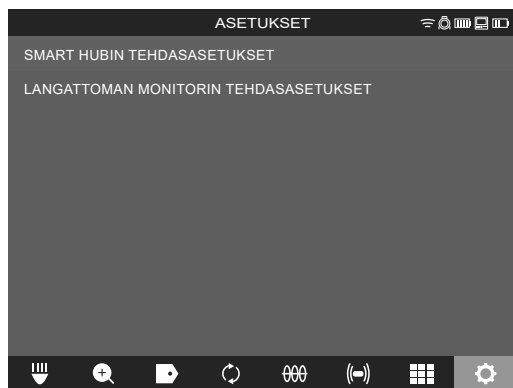 ASETUKSET
SMART HUBIN TEHDASASETUKSET
LANGATTOMAN MONITORIN TEHDASASETUKSET